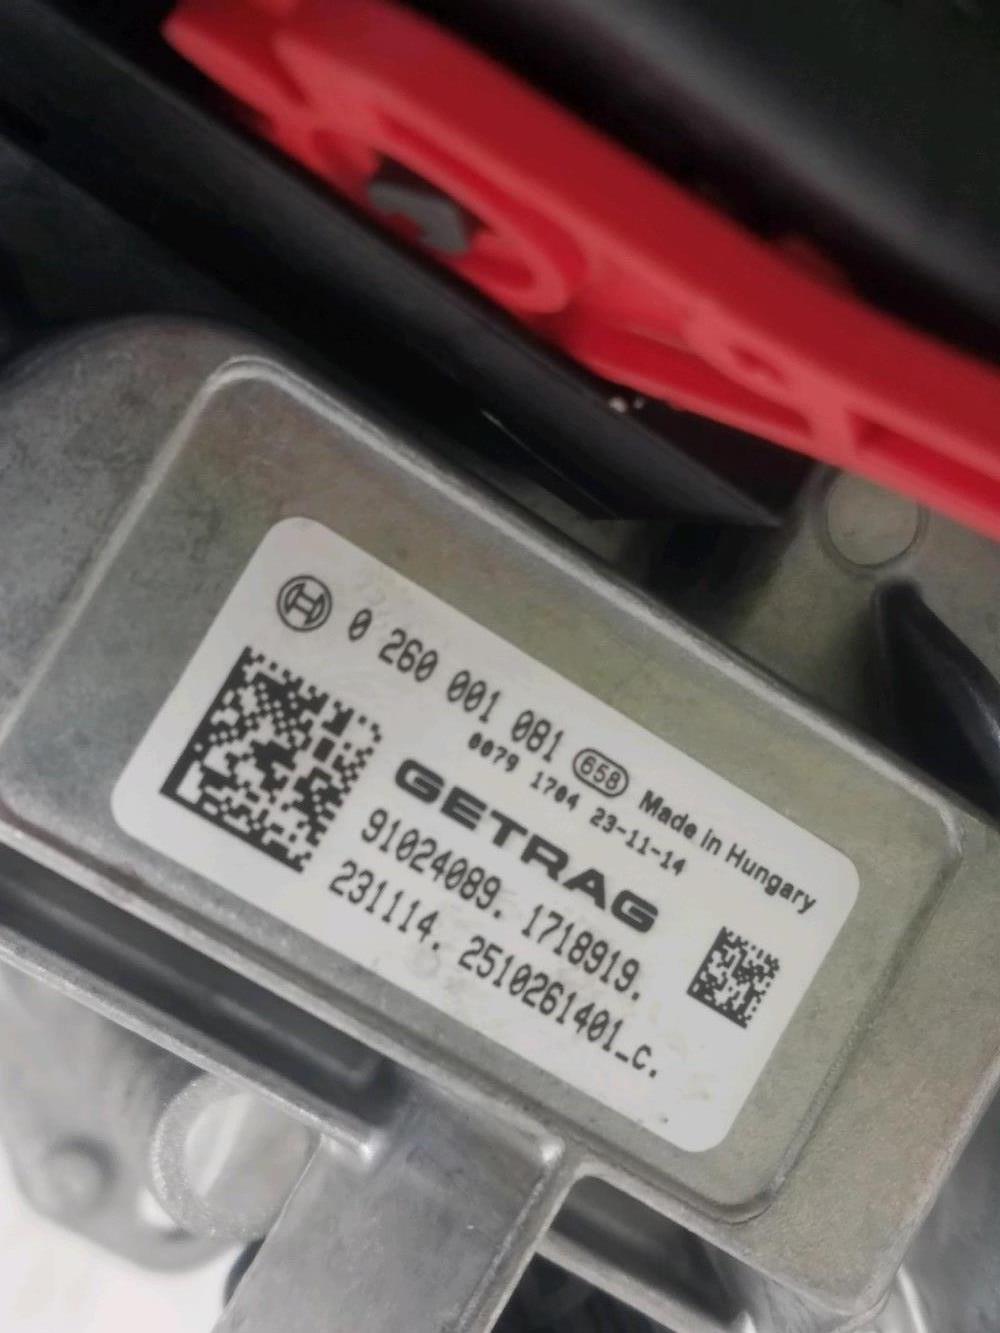 0 260 001 081 658 Made in Hungary
0079 1704 23-11-14
GETRAG
91024089. 1718919.
231114. 2510261401_C.